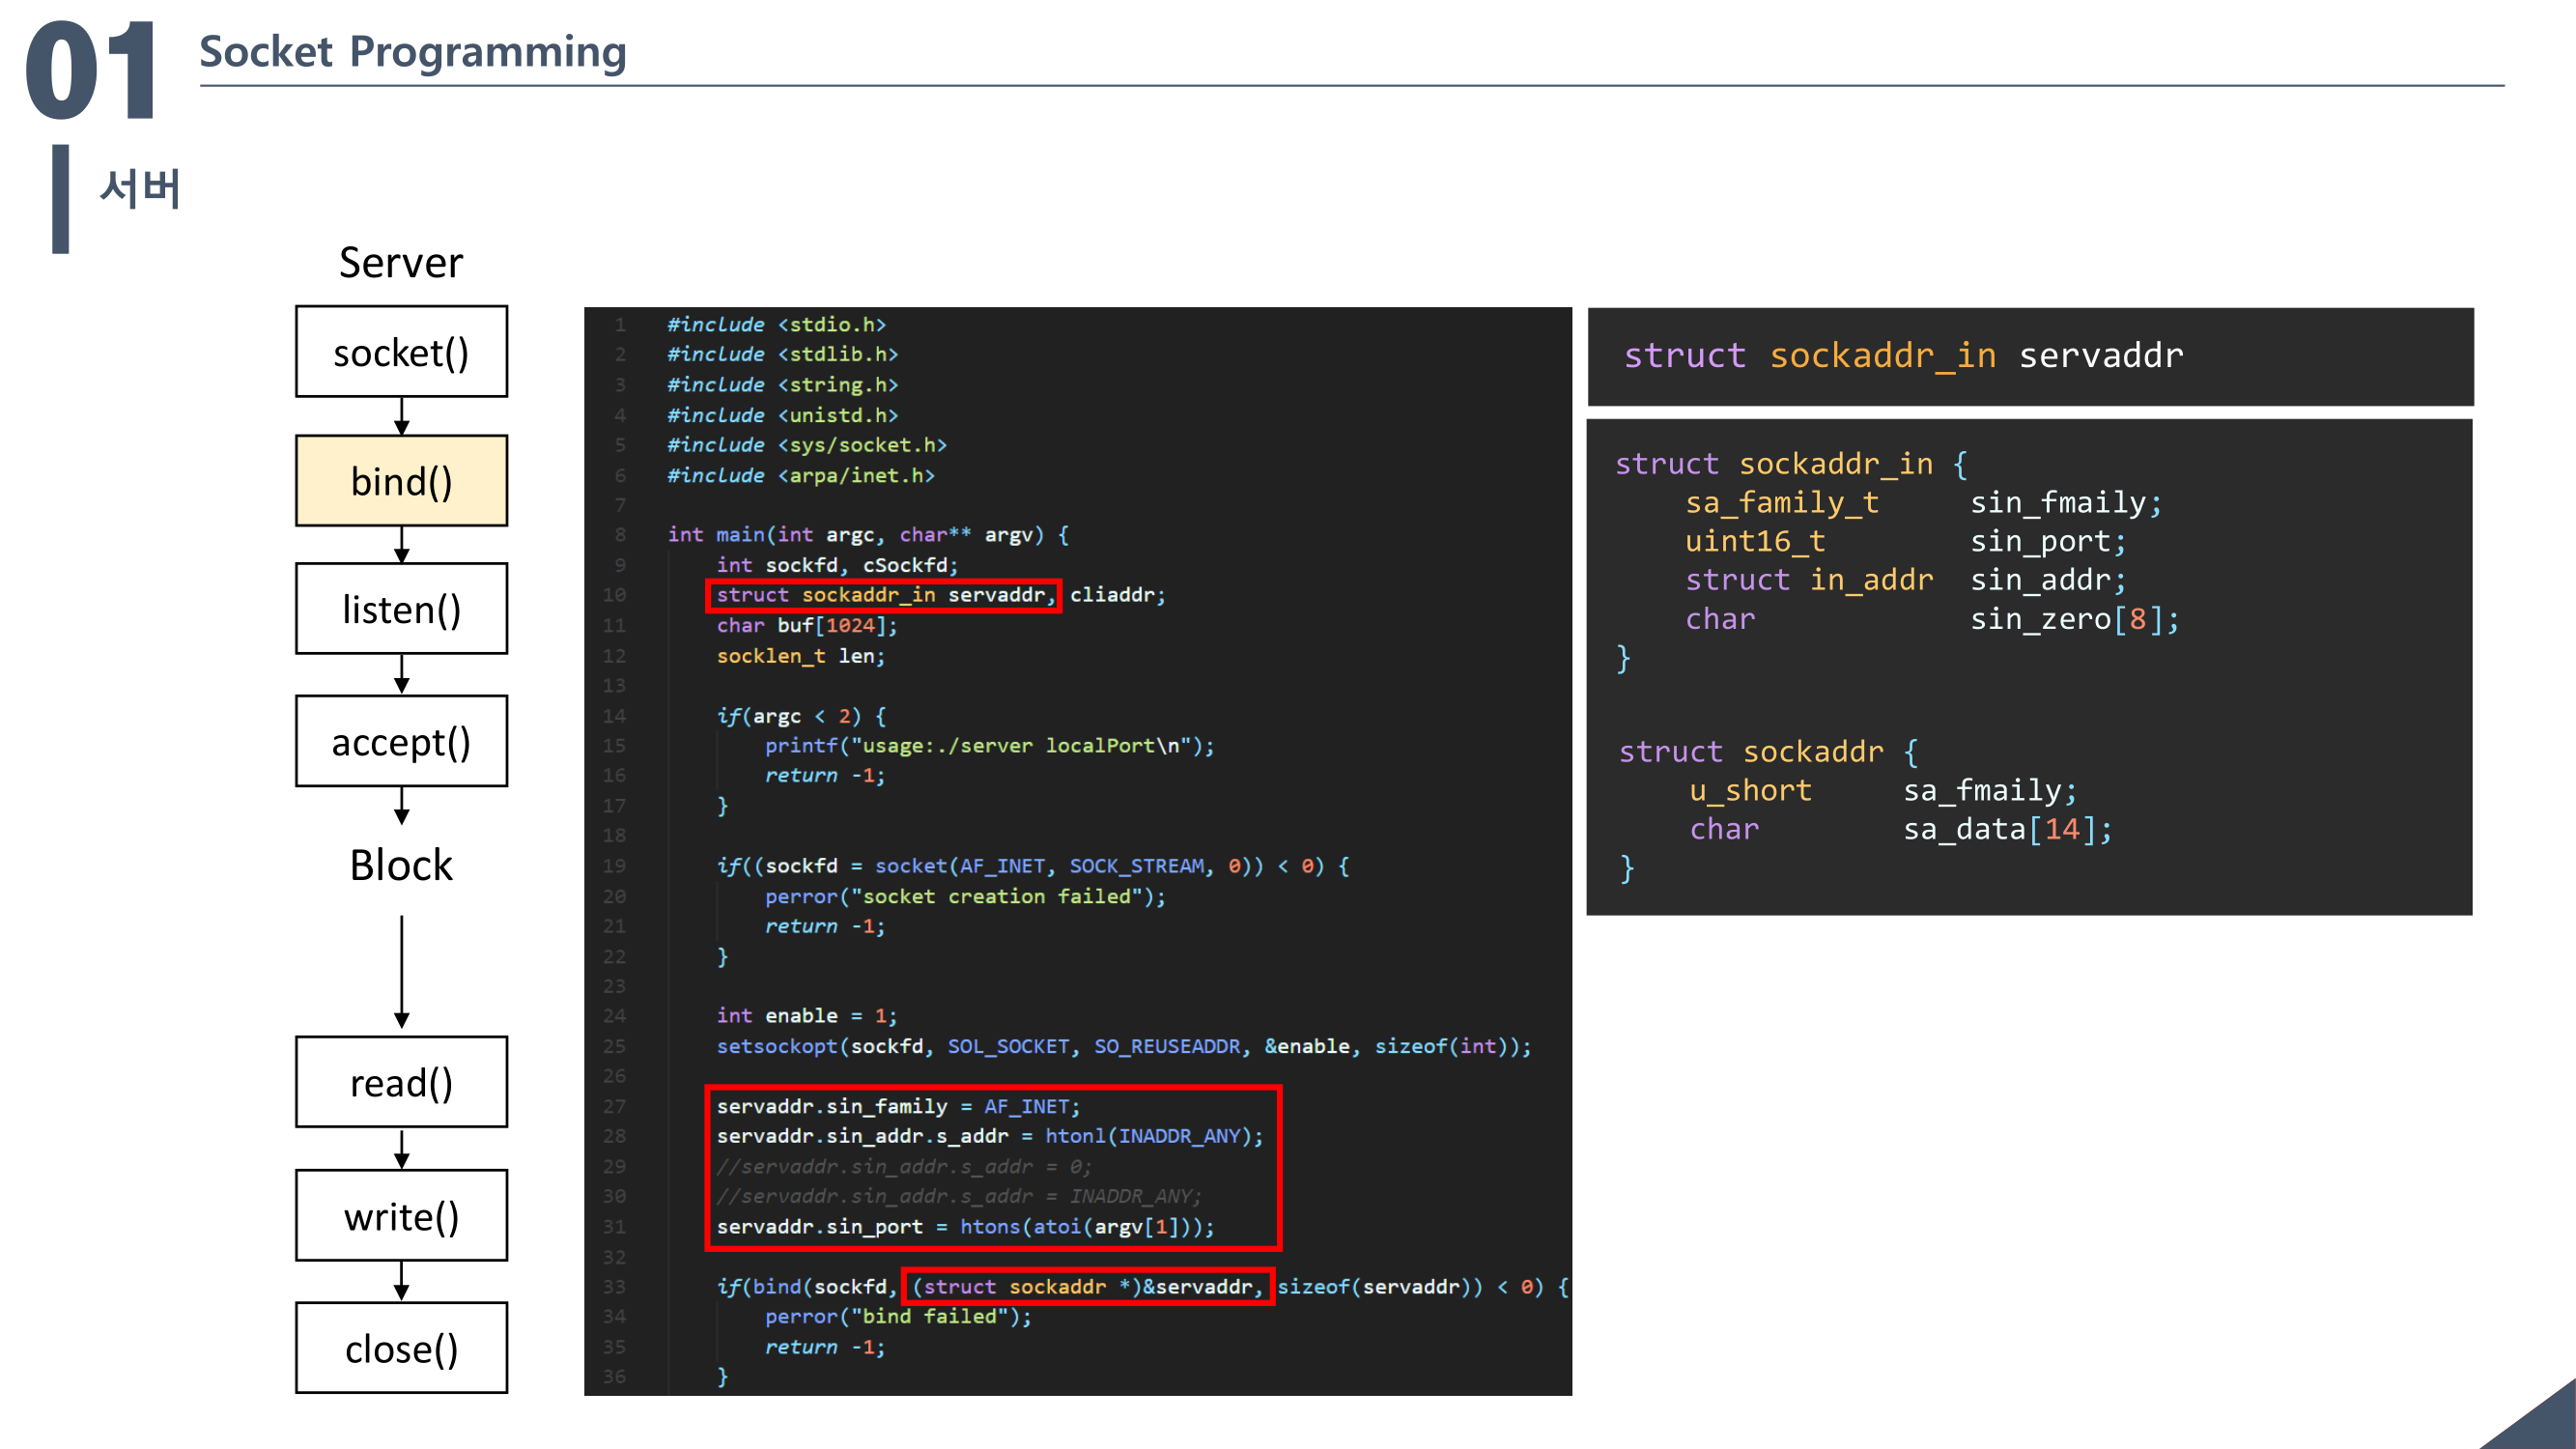 01
Socket Programming
서버
Server
socket()
bind()
listen()
accept()
Block
read()
write()
close()
1 #include <stdio.h>
2 #include <stdlib.h>
3 #include <string.h>
4 #include <unistd.h>
5 #include <sys/socket.h>
6 #include <arpa/inet.h>
7
8 int main(int argc, char** argv) {
9 int sockfd, cSockfd;
10 struct sockaddr_in servaddr, cliaddr;
11 char buf[1024];
12 socklen_t len;
13
14 if(argc < 2) {
15 printf("usage:./server localPort\n");
16 return -1;
17 }
18
19 if((sockfd = socket(AF_INET, SOCK_STREAM, 0)) < 0) {
20 perror("socket creation failed");
21 return -1;
22 }
23
24 int enable = 1;
25 setsockopt(sockfd, SOL_SOCKET, SO_REUSEADDR, &enable, sizeof(int));
26
27 servaddr.sin_family = AF_INET;
28 servaddr.sin_addr.s_addr = htonl(INADDR_ANY);
29 //servaddr.sin_addr.s_addr = 0;
30 //servaddr.sin_addr.s_addr = INADDR_ANY;
31 servaddr.sin_port = htons(atoi(argv[1]));
32
33 if(bind(sockfd, (struct sockaddr *)&servaddr, sizeof(servaddr)) < 0) {
34 perror("bind failed");
35 return -1;
36 }
struct sockaddr_in servaddr
struct sockaddr_in {
sa_family_t sin_fmaily;
uint16_t sin_port;
struct in_addr sin_addr;
char sin_zero[8];
}
struct sockaddr {
u_short sa_fmaily;
char sa_data[14];
}